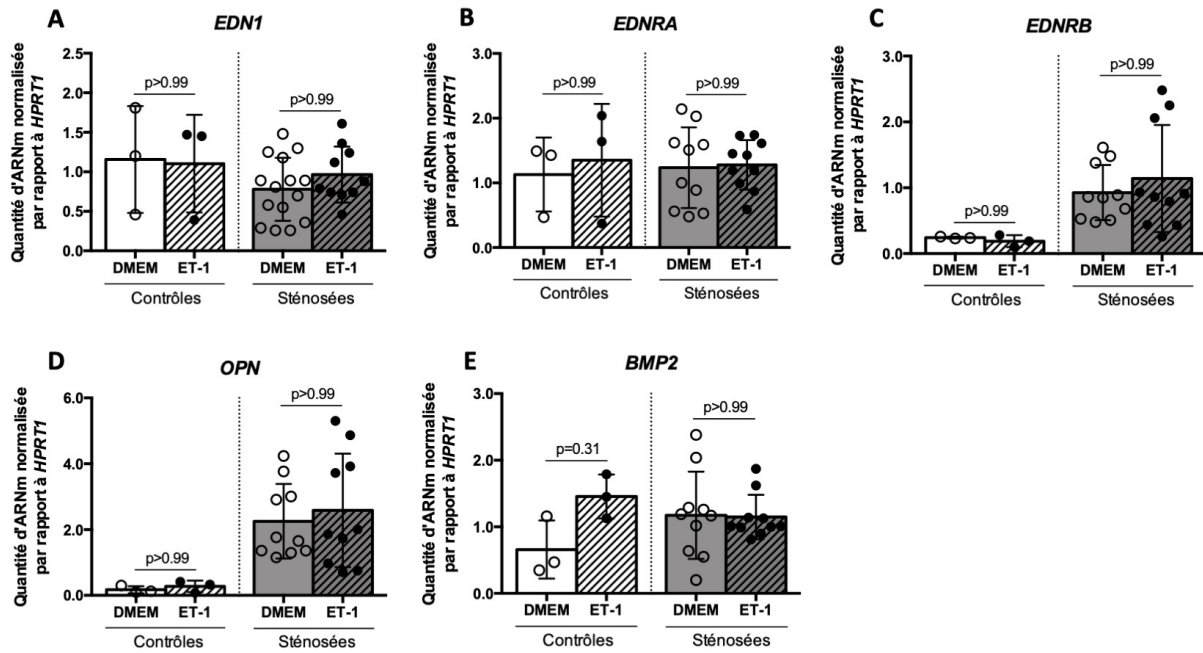 A
EDN1
Quantité d'ARNm normalisée
par rapport à HPRT1
2.5
2.0
1.5
1.0
0.5
0.0
p>0.99
p>0.99
DMEM ET-1 DMEM ET-1
Contrôles Sténosées
B
EDNRA
Quantité d'ARNm normalisée
par rapport à HPRT1
3.0
2.0
1.0
0.0
p>0.99
p>0.99
DMEM ET-1 DMEM ET-1
Contrôles Sténosées
C
EDNRB
Quantité d'ARNm normalisée
par rapport à HPRT1
3.0
2.0
1.0
0.0
p>0.99
p>0.99
DMEM ET-1 DMEM ET-1
Contrôles Sténosées
D
OPN
Quantité d'ARNm normalisée
par rapport à HPRT1
6.0
4.0
2.0
0.0
p>0.99
p>0.99
DMEM ET-1 DMEM ET-1
Contrôles Sténosées
E
BMP2
Quantité d'ARNm normalisée
par rapport à HPRT1
3.0
2.0
1.0
0.0
p=0.31
p>0.99
DMEM ET-1 DMEM ET-1
Contrôles Sténosées